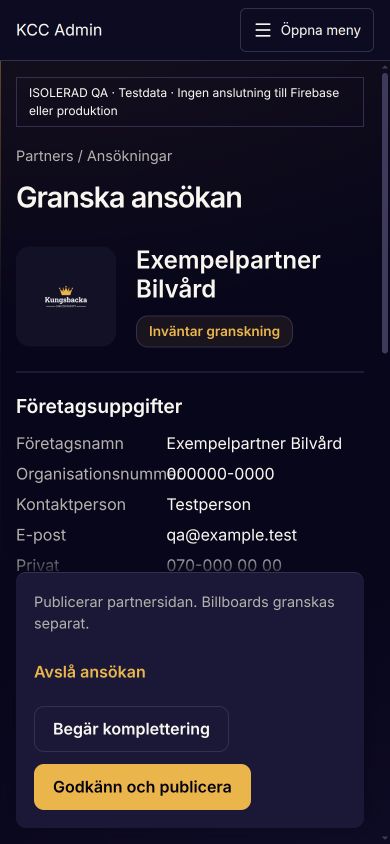 KCC Admin
Öppna meny
ISOLERAD QA · Testdata · Ingen anslutning till Firebase
eller produktion
Partners / Ansökningar
Granska ansökan
Kungsbacka
Exempelpartner
Bilvård
Inväntar granskning
Företagsuppgifter
Företagsnamn Exempelpartner Bilvård
Organisationsnummer 000000-0000
Kontaktperson Testperson
E-post qa@example.test
Privat 070-000 00 00
Publicerar partnersidan. Billboards granskas
separat.
Avslå ansökan
Begär komplettering
Godkänn och publicera